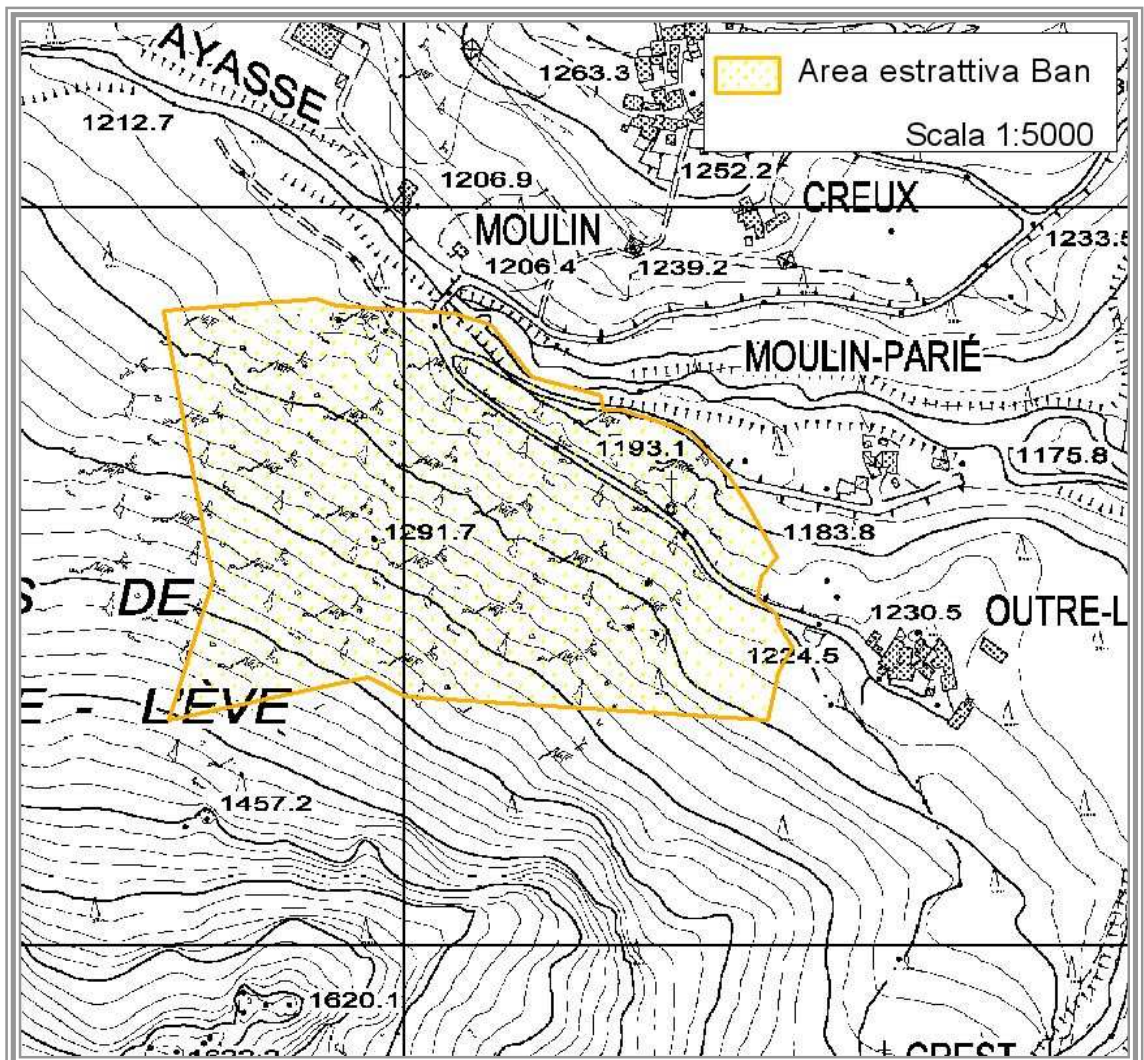 AYASSE
Area estrattiva Ban
Scala 1:5000
1263.3
1212.7
1252.2
1206.9
CREUX
MOULIN
1233.5
1206.4
1239.2
MOULIN-PARIÉ
1193.1
1175.8
1291.7
1183.8
DE
1230.5
OUTRE-L
1224.5
E - L'ÈVE
1457.2
1620.1
CREST